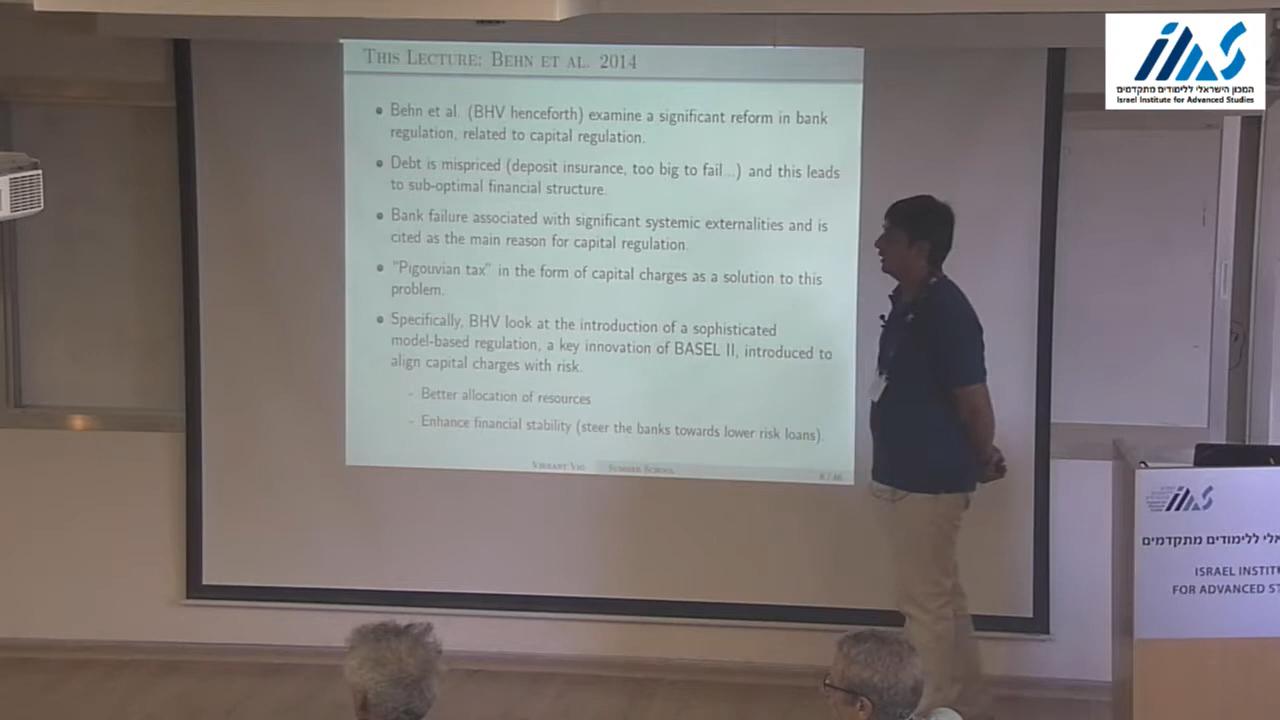 THIS LECTURE: BEHN ET AL. 2014
• Behn et al. (BHV henceforth) examine a significant reform in bank
regulation, related to capital regulation.
• Debt is mispriced (deposit insurance, too big to fail...) and this leads
to sub-optimal financial structure.
• Bank failure associated with significant systemic externalities and is
cited as the main reason for capital regulation.
• "Pigouvian tax" in the form of capital charges as a solution to this
problem.
• Specifically, BHV look at the introduction of a sophisticated
model-based regulation, a key innovation of BASEL II, introduced to
align capital charges with risk.
- Better allocation of resources
- Enhance financial stability (steer the banks towards lower risk loans).
VIKRANT VIG SUMMER SCHOOL
8 / 46
IIAS
המכון הישראלי ללימודים מתקדמים
Israel Institute for Advanced Studies
IIAS
אלי ללימודים מתקדמים
ISRAEL INSTIT
FOR ADVANCED ST